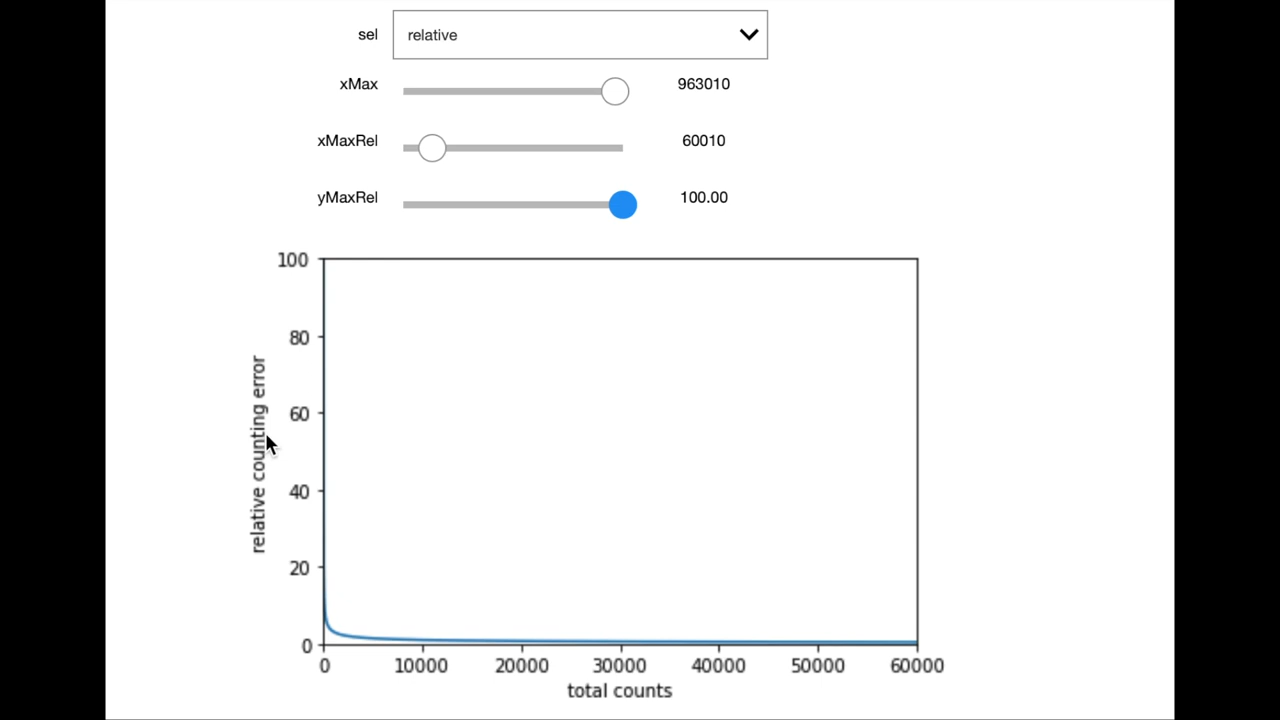 sel relative
xMax 963010
xMaxRel 60010
yMaxRel 100.00
100
80
60
40
20
0
relative counting error
0 10000 20000 30000 40000 50000 60000
total counts